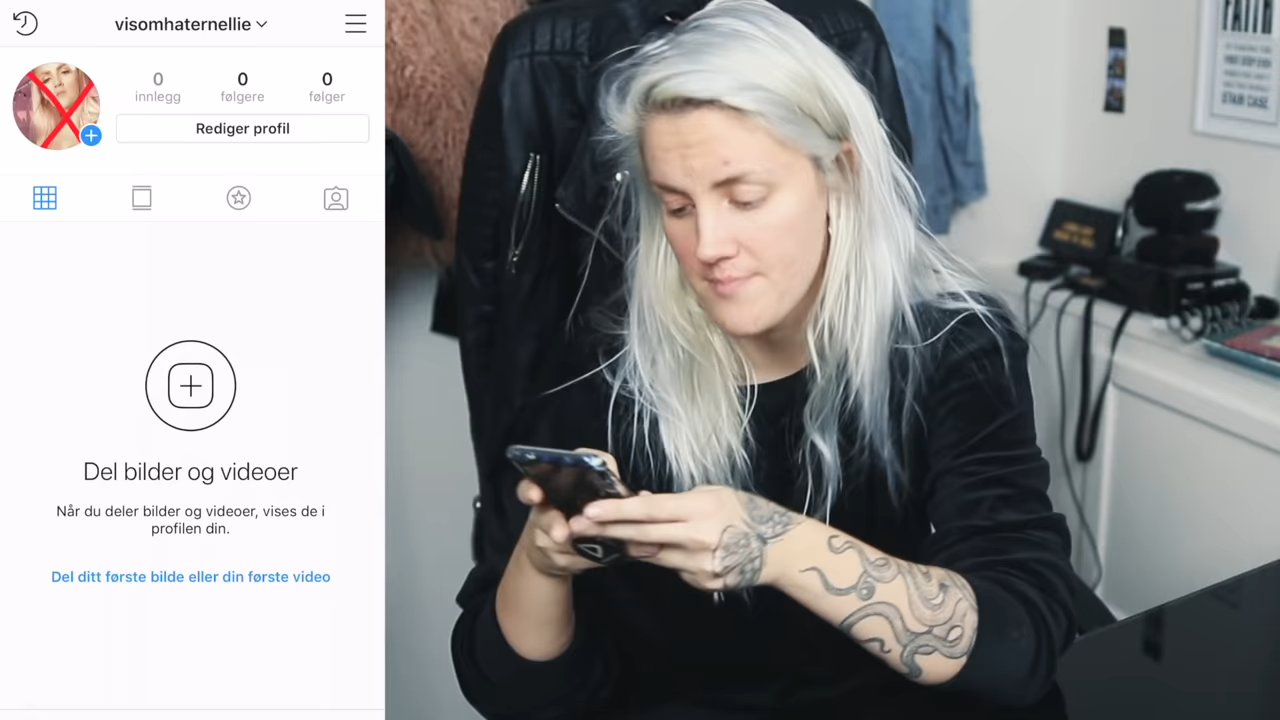 visomhaternellie
0 0 0
innlegg følgere følger
Rediger profil
Del bilder og videoer
Når du deler bilder og videoer, vises de i
profilen din.
Del ditt første bilde eller din første video
FAITH
STAIR CASE